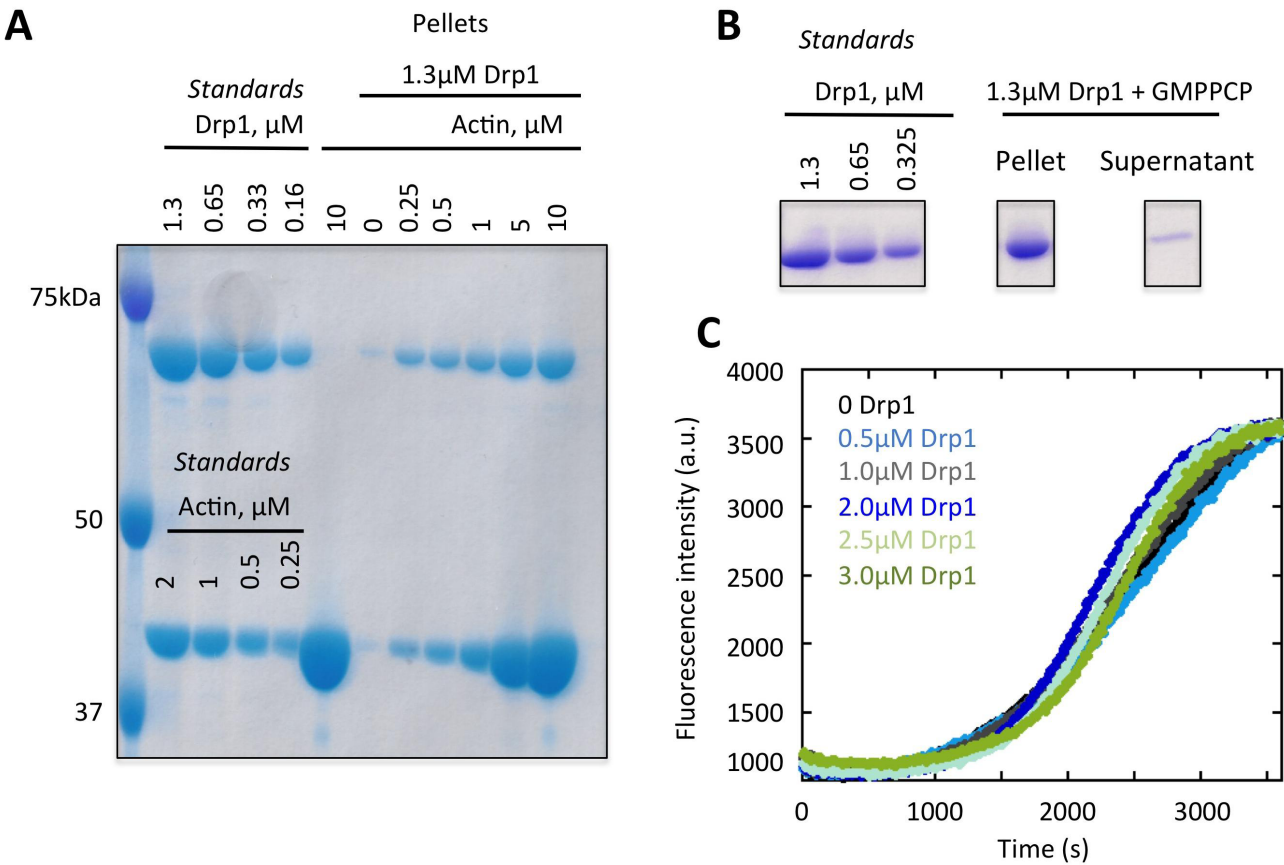 A
Pellets
1.3µM Drp1
Standards
Drp1, µM
Actin, µM
1.3
0.65
0.33
0.16
10
0
0.25
0.5
1
5
10
75kDa
50
37
Standards
Actin, µM
2
1
0.5
0.25
B
Standards
Drp1, µM
1.3µM Drp1 + GMPPCP
1.3
0.65
0.325
Pellet
Supernatant
C
Fluorescence intensity (a.u.)
4000
3500
3000
2500
2000
1500
1000
0 Drp1
0.5µM Drp1
1.0µM Drp1
2.0µM Drp1
2.5µM Drp1
3.0µM Drp1
0
1000
2000
3000
Time (s)